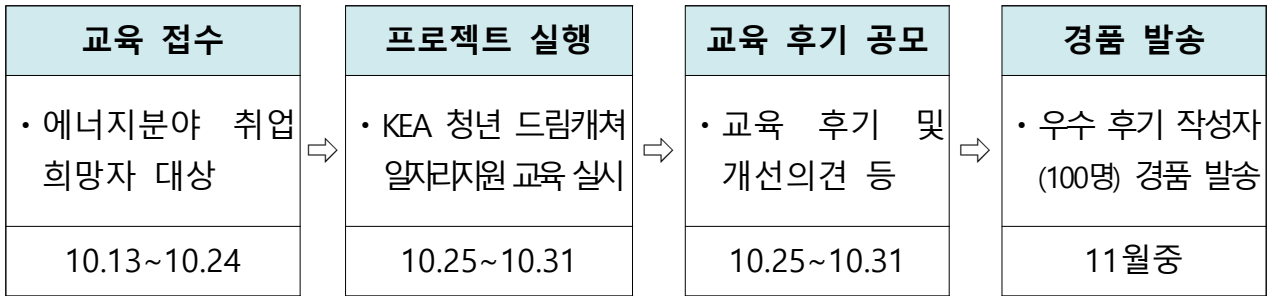 교육 접수
・에너지분야 취업
희망자 대상
10.13~10.24
⇨
프로젝트 실행
・KEA 청년 드림캐쳐
일자리지원 교육 실시
10.25~10.31
⇨
교육 후기 공모
・교육 후기 및
개선의견 등
10.25~10.31
⇨
경품 발송
・우수 후기 작성자
(100명) 경품 발송
11월중